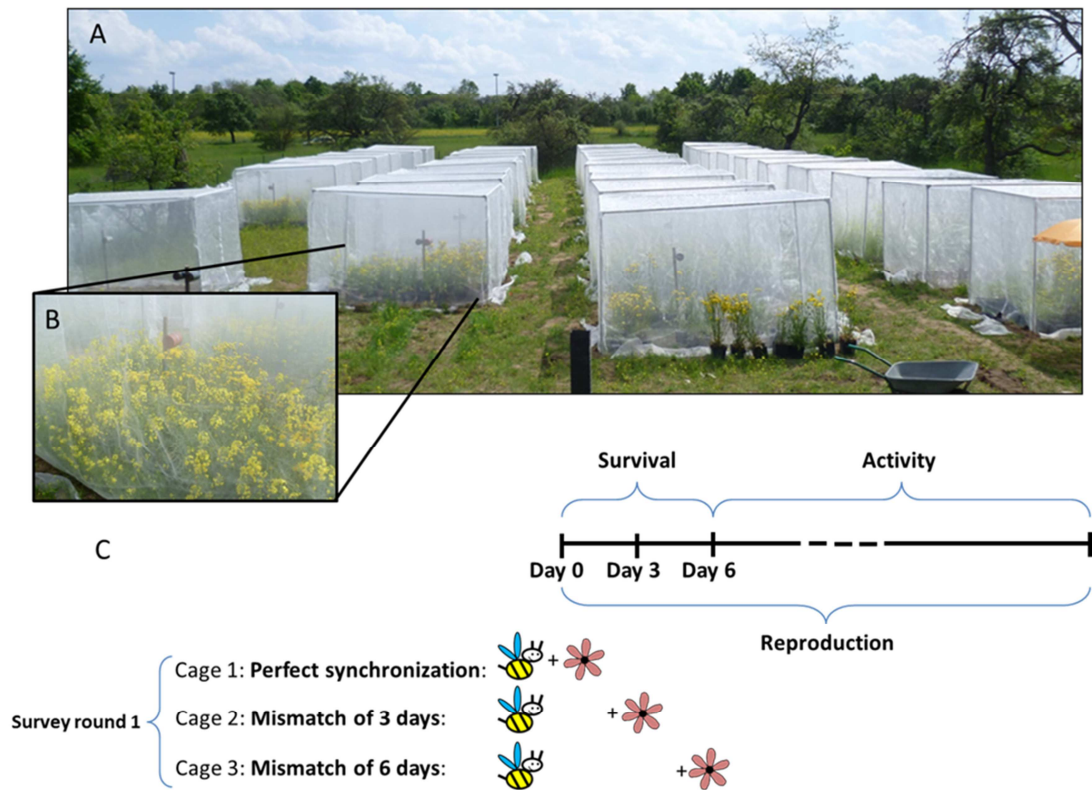 A
B
Survival Activity
C
Day 0 Day 3 Day 6
Reproduction
Cage 1: Perfect synchronization: +
Survey round 1
Cage 2: Mismatch of 3 days: +
Cage 3: Mismatch of 6 days: +